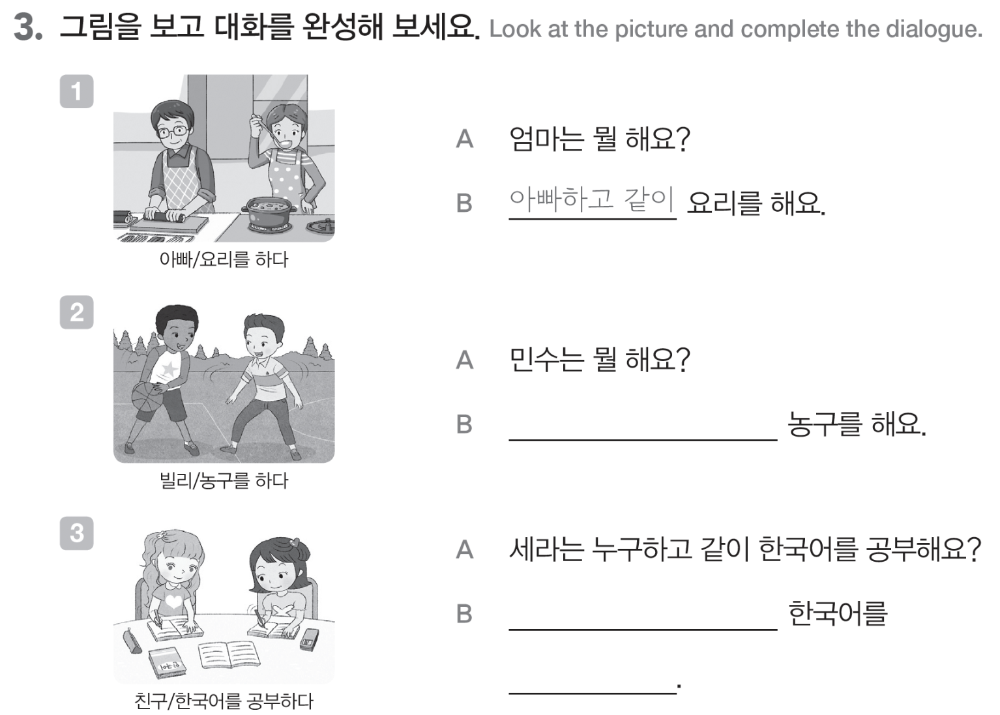 3. 그림을 보고 대화를 완성해 보세요. Look at the picture and complete the dialogue.
1
A 엄마는 뭘 해요?
B 아빠하고 같이 요리를 해요.
아빠/요리를 하다
2
A 민수는 뭘 해요?
B 농구를 해요.
빌리/농구를 하다
3
A 세라는 누구하고 같이 한국어를 공부해요?
B 한국어를
.
친구/한국어를 공부하다